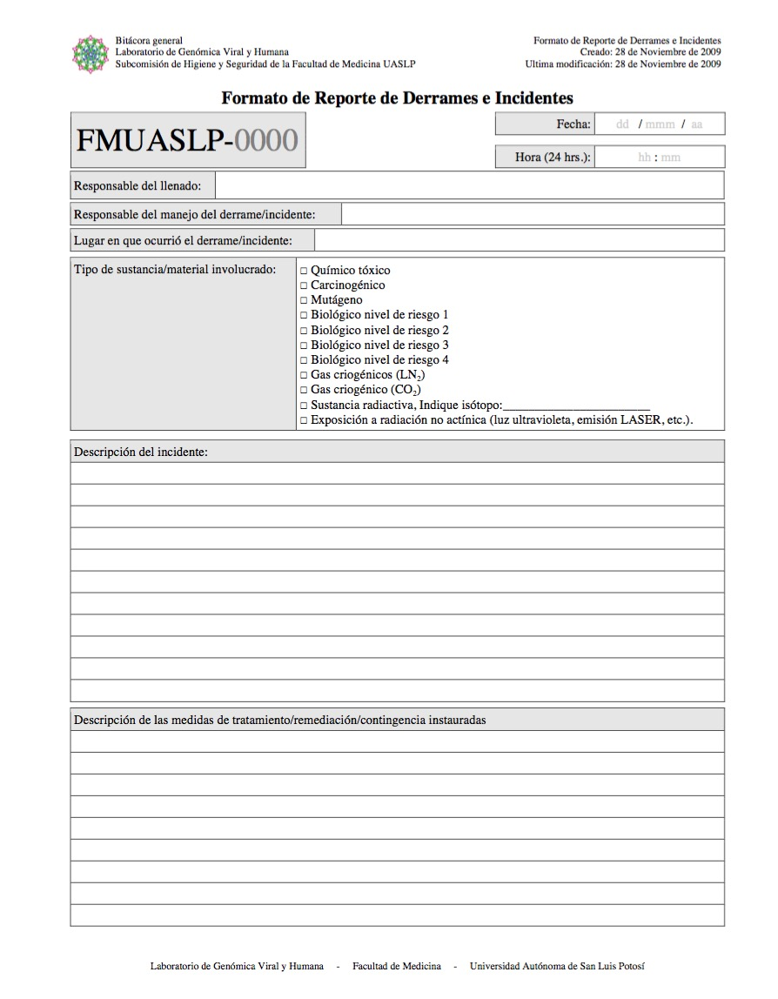 Bitácora general
Laboratorio de Genómica Viral y Humana
Subcomisión de Higiene y Seguridad de la Facultad de Medicina UASLP
Formato de Reporte de Derrames e Incidentes
Creado: 28 de Noviembre de 2009
Ultima modificación: 28 de Noviembre de 2009
Formato de Reporte de Derrames e Incidentes
FMUASLP-0000
Fecha: dd / mmm / aa
Hora (24 hrs.): hh : mm
Responsable del llenado:
Responsable del manejo del derrame/incidente:
Lugar en que ocurrió el derrame/incidente:
Tipo de sustancia/material involucrado:
□ Químico tóxico
□ Carcinogénico
□ Mutágeno
□ Biológico nivel de riesgo 1
□ Biológico nivel de riesgo 2
□ Biológico nivel de riesgo 3
□ Biológico nivel de riesgo 4
□ Gas criogénicos (LN₂)
□ Gas criogénico (CO₂)
□ Sustancia radiactiva, Indique isótopo:________________________
□ Exposición a radiación no actínica (luz ultravioleta, emisión LASER, etc.).
Descripción del incidente:
Descripción de las medidas de tratamiento/remediación/contingencia instauradas
Laboratorio de Genómica Viral y Humana - Facultad de Medicina - Universidad Autónoma de San Luis Potosí